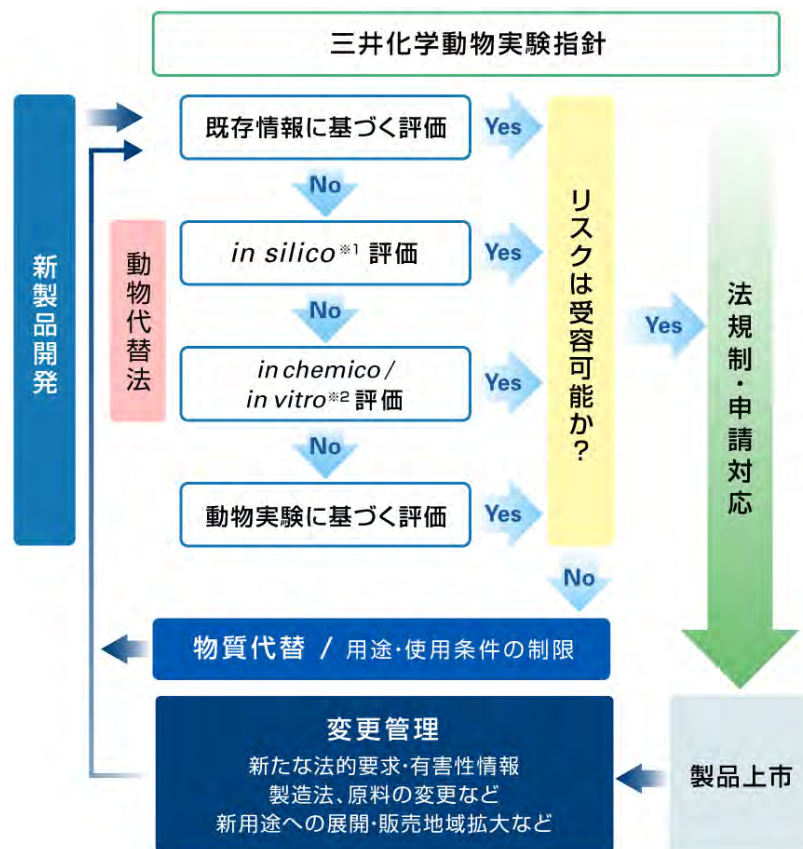 三井化学動物実験指針
新製品開発
既存情報に基づく評価
Yes
No
動物代替法
in silico※1 評価
Yes
No
in chemico /
in vitro※2 評価
Yes
No
動物実験に基づく評価
Yes
リスクは受容可能か?
Yes
No
法規制・申請対応
物質代替 / 用途・使用条件の制限
変更管理
新たな法的要求・有害性情報
製造法、原料の変更など
新用途への展開・販売地域拡大など
製品上市